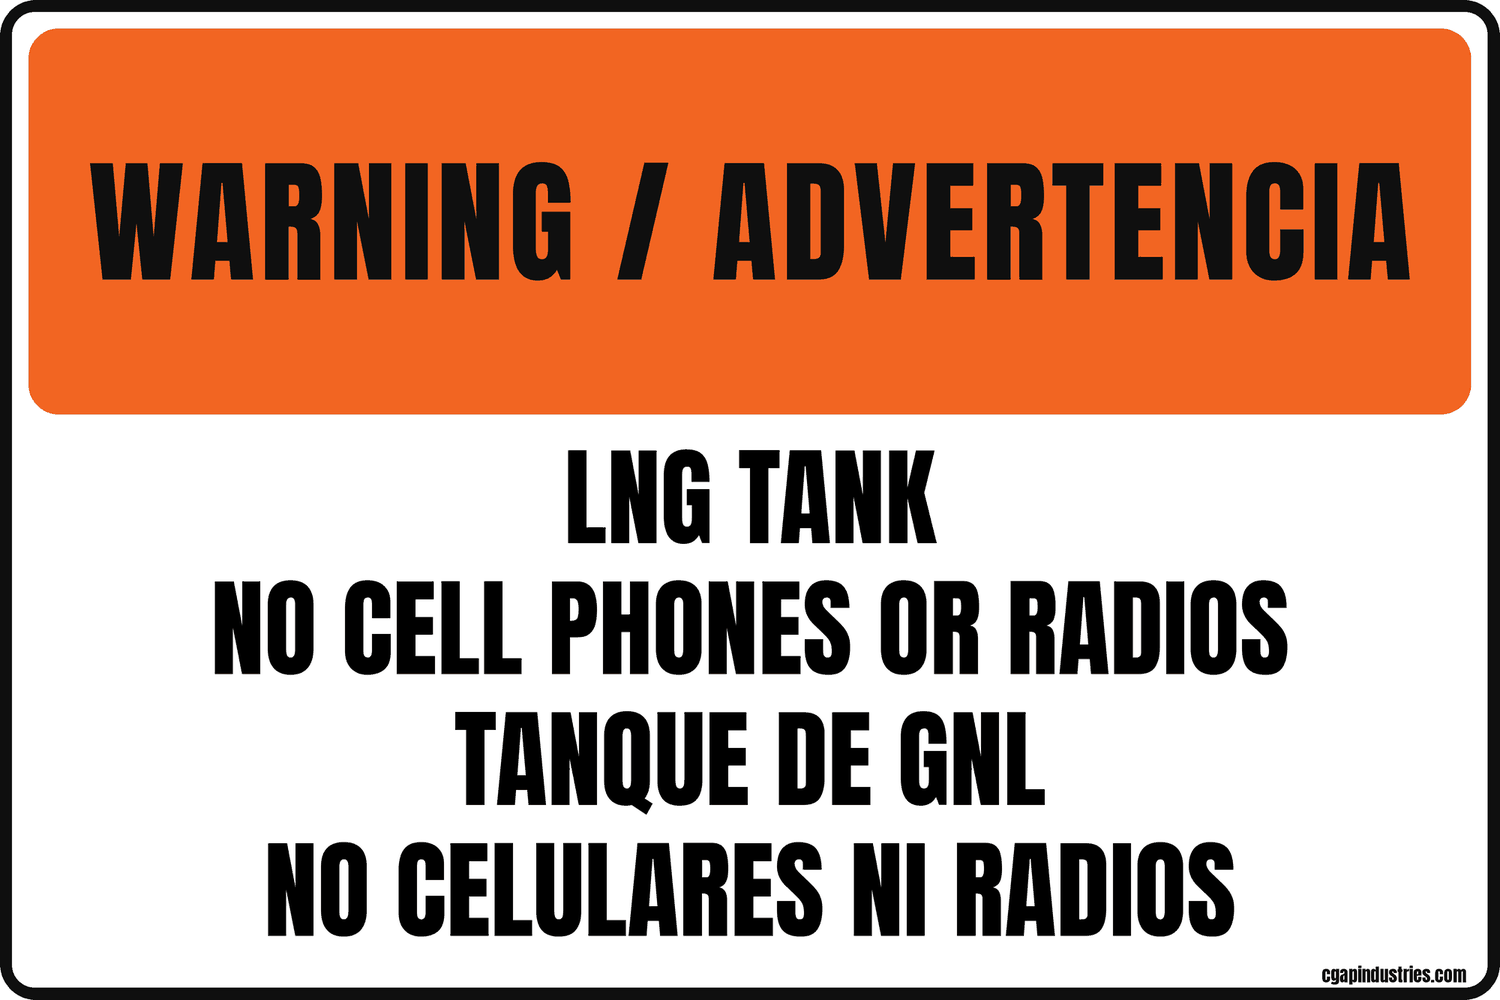 WARNING / ADVERTENCIA
LNG TANK
NO CELL PHONES OR RADIOS
TANQUE DE GNL
NO CELULARES NI RADIOS
cgapindustries.com